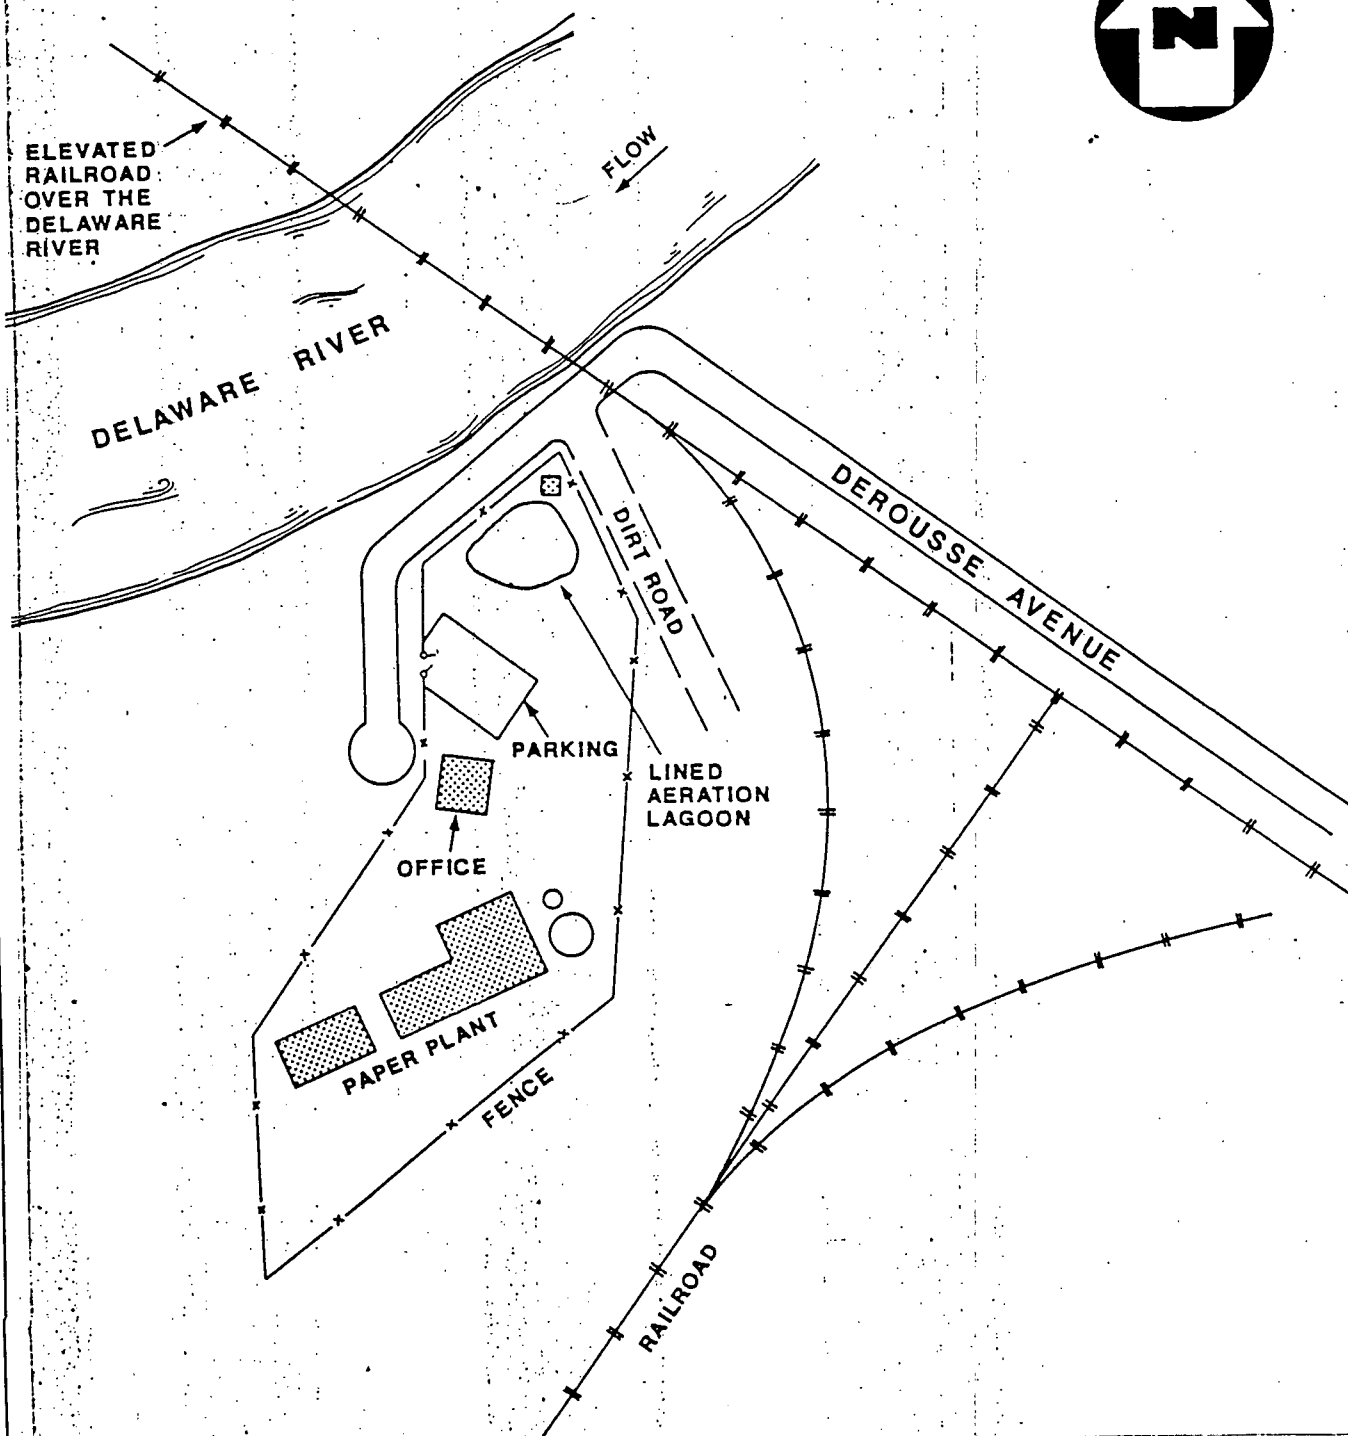 N
ELEVATED
RAILROAD
OVER THE
DELAWARE
RIVER
FLOW
DELAWARE RIVER
DEROUSSE AVENUE
DIRT ROAD
PARKING
LINED
AERATION
LAGOON
OFFICE
PAPER PLANT
FENCE
RAILROAD